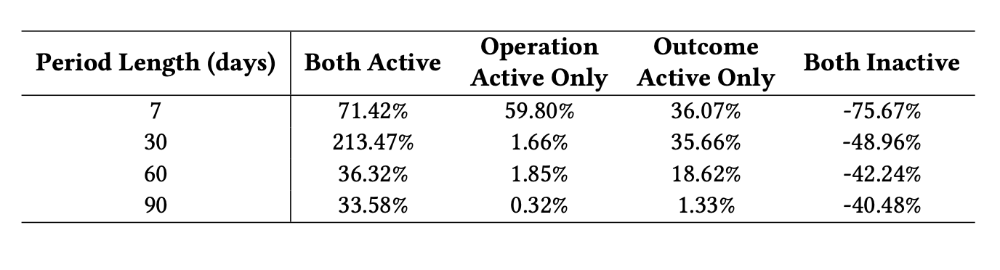 Period Length (days) Both Active Operation Active Only Outcome Active Only Both Inactive
7 71.42% 59.80% 36.07% -75.67%
30 213.47% 1.66% 35.66% -48.96%
60 36.32% 1.85% 18.62% -42.24%
90 33.58% 0.32% 1.33% -40.48%